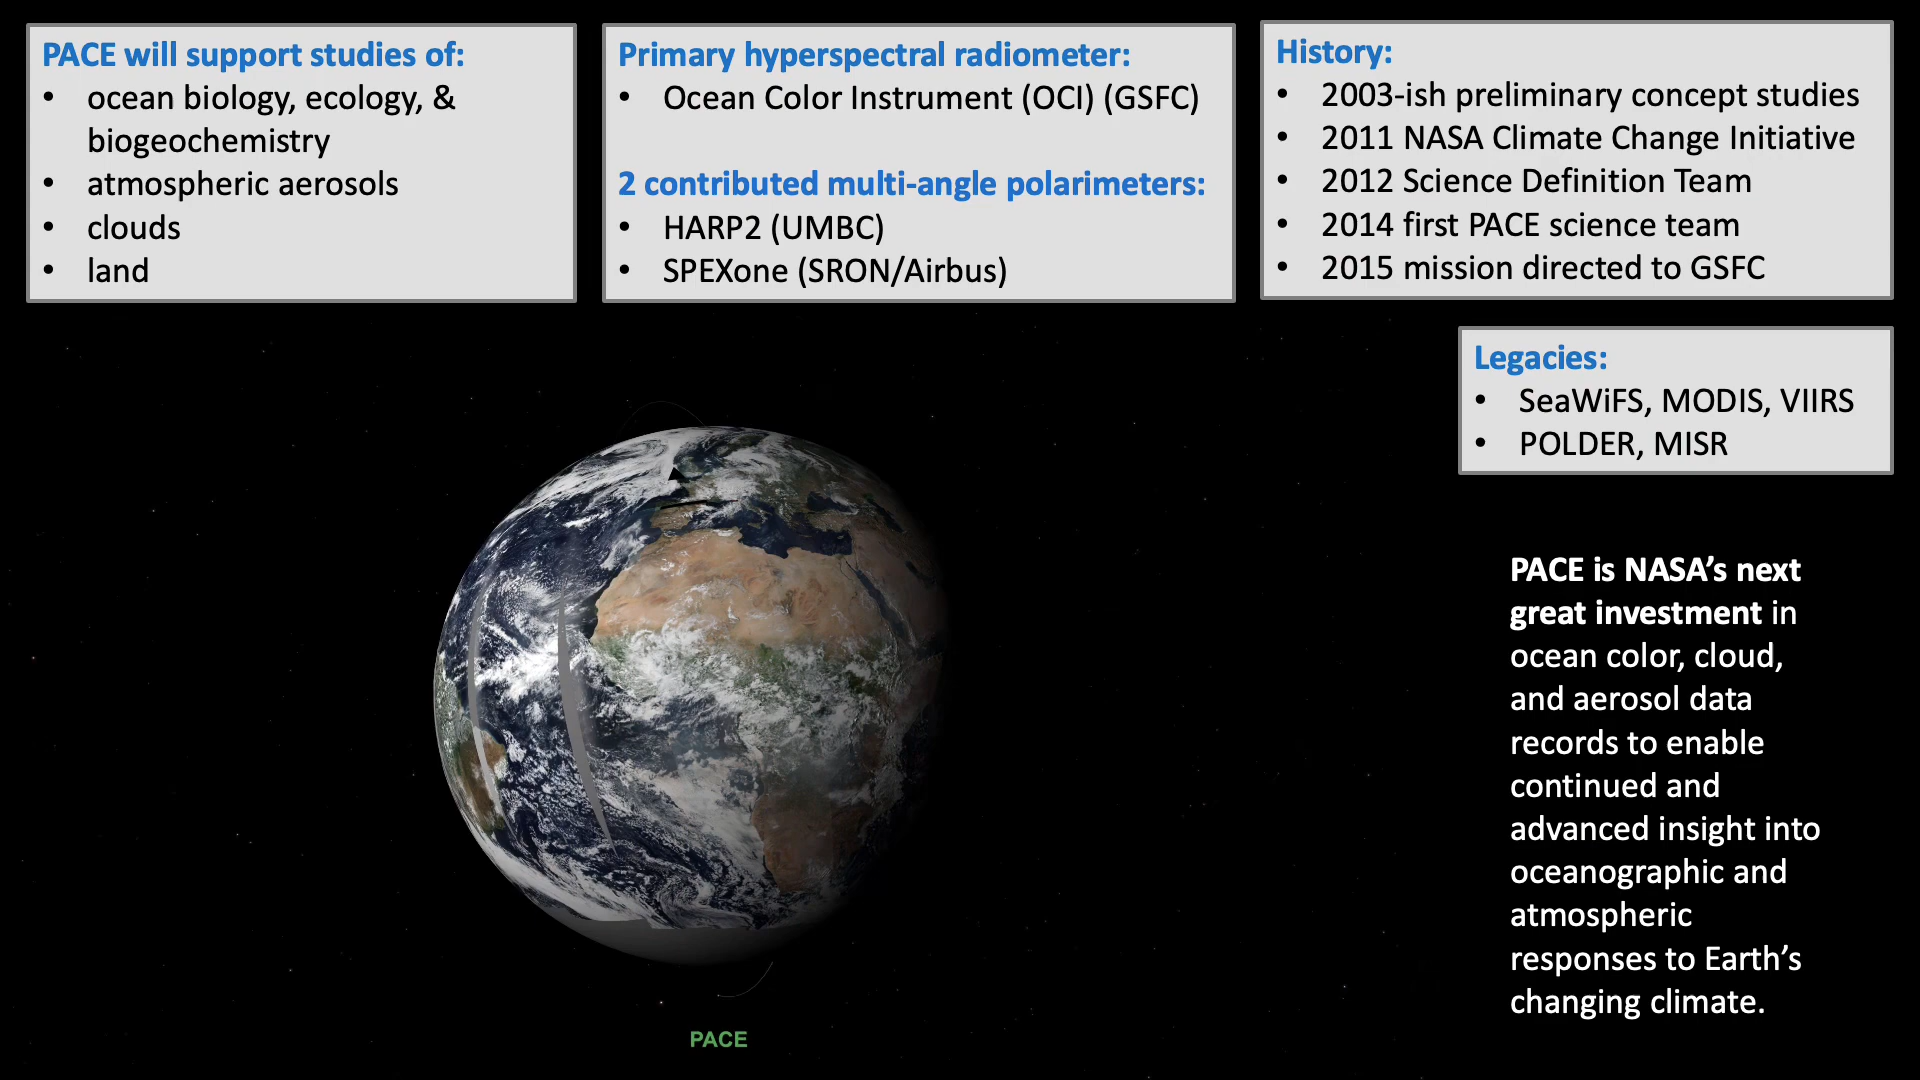 PACE will support studies of:
• ocean biology, ecology, &
biogeochemistry
• atmospheric aerosols
• clouds
• land
Primary hyperspectral radiometer:
• Ocean Color Instrument (OCI) (GSFC)
2 contributed multi-angle polarimeters:
• HARP2 (UMBC)
• SPEXone (SRON/Airbus)
History:
• 2003-ish preliminary concept studies
• 2011 NASA Climate Change Initiative
• 2012 Science Definition Team
• 2014 first PACE science team
• 2015 mission directed to GSFC
Legacies:
• SeaWiFS, MODIS, VIIRS
• POLDER, MISR
PACE is NASA’s next
great investment in
ocean color, cloud,
and aerosol data
records to enable
continued and
advanced insight into
oceanographic and
atmospheric
responses to Earth’s
changing climate.
PACE